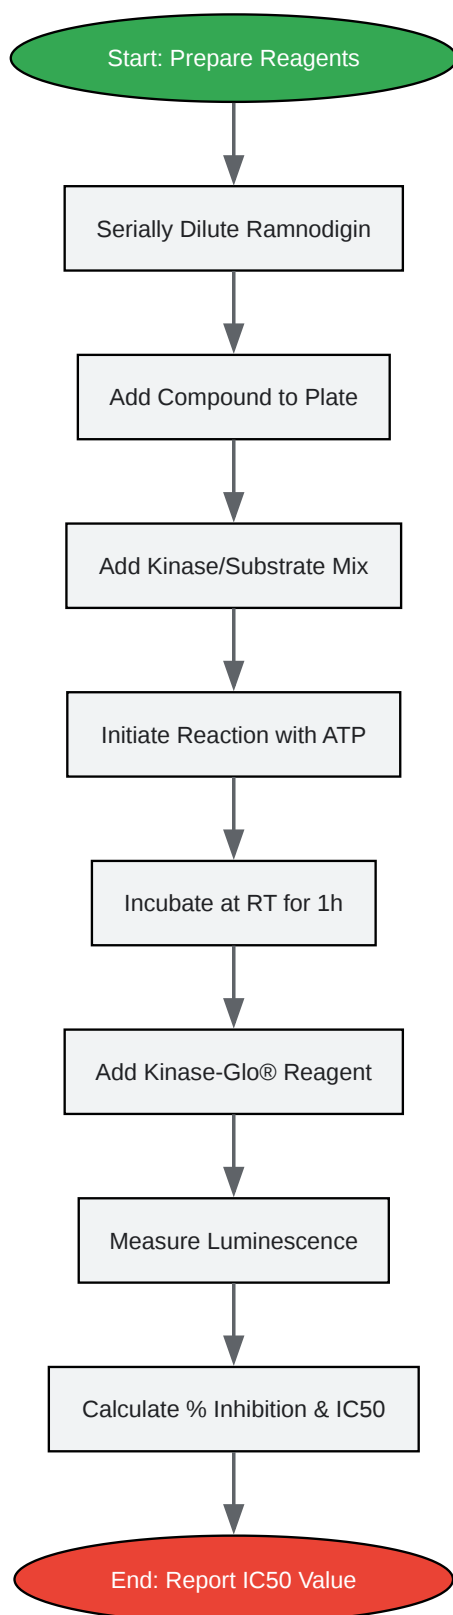 Start: Prepare Reagents
Serially Dilute Ramnodigin
Add Compound to Plate
Add Kinase/Substrate Mix
Initiate Reaction with ATP
Incubate at RT for 1h
Add Kinase-Glo® Reagent
Measure Luminescence
Calculate % Inhibition & IC50
End: Report IC50 Value